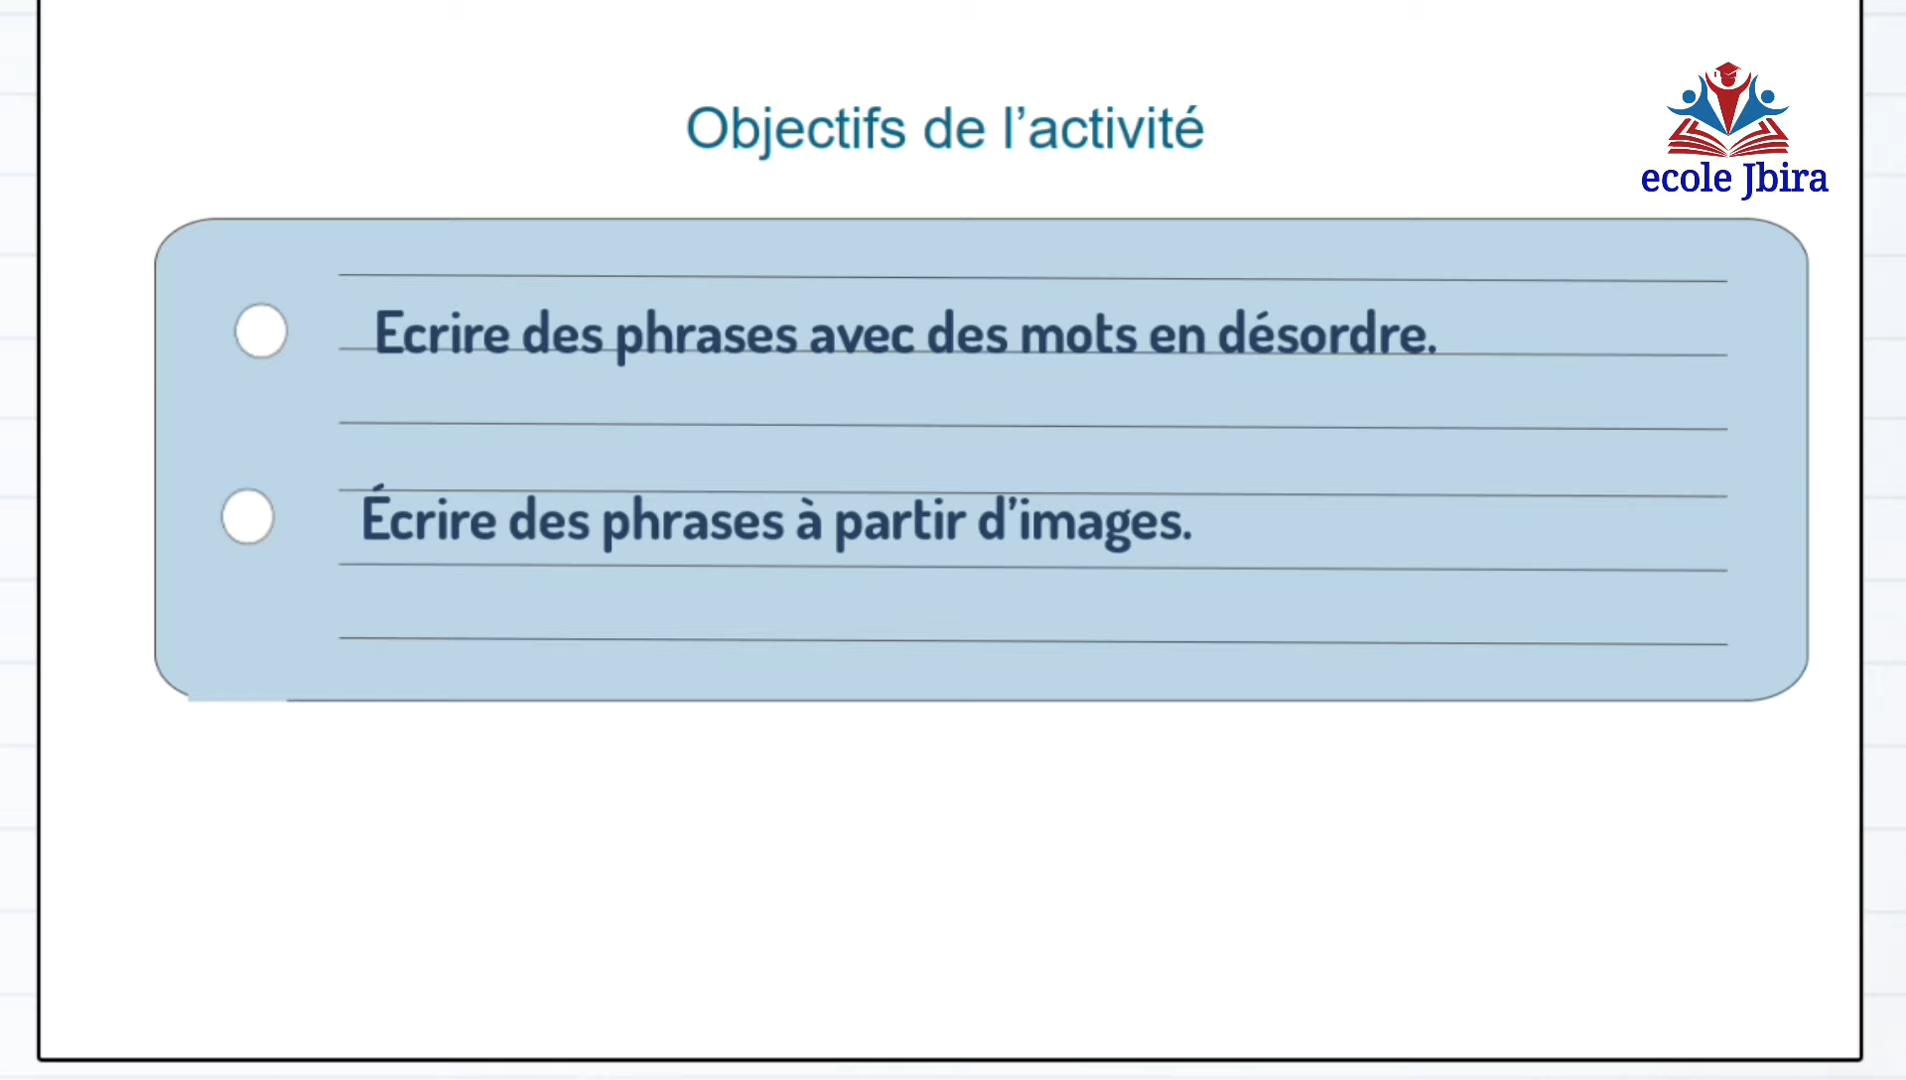 Objectifs de l’activité
ecole Jbira
Ecrire des phrases avec des mots en désordre.
Écrire des phrases à partir d’images.